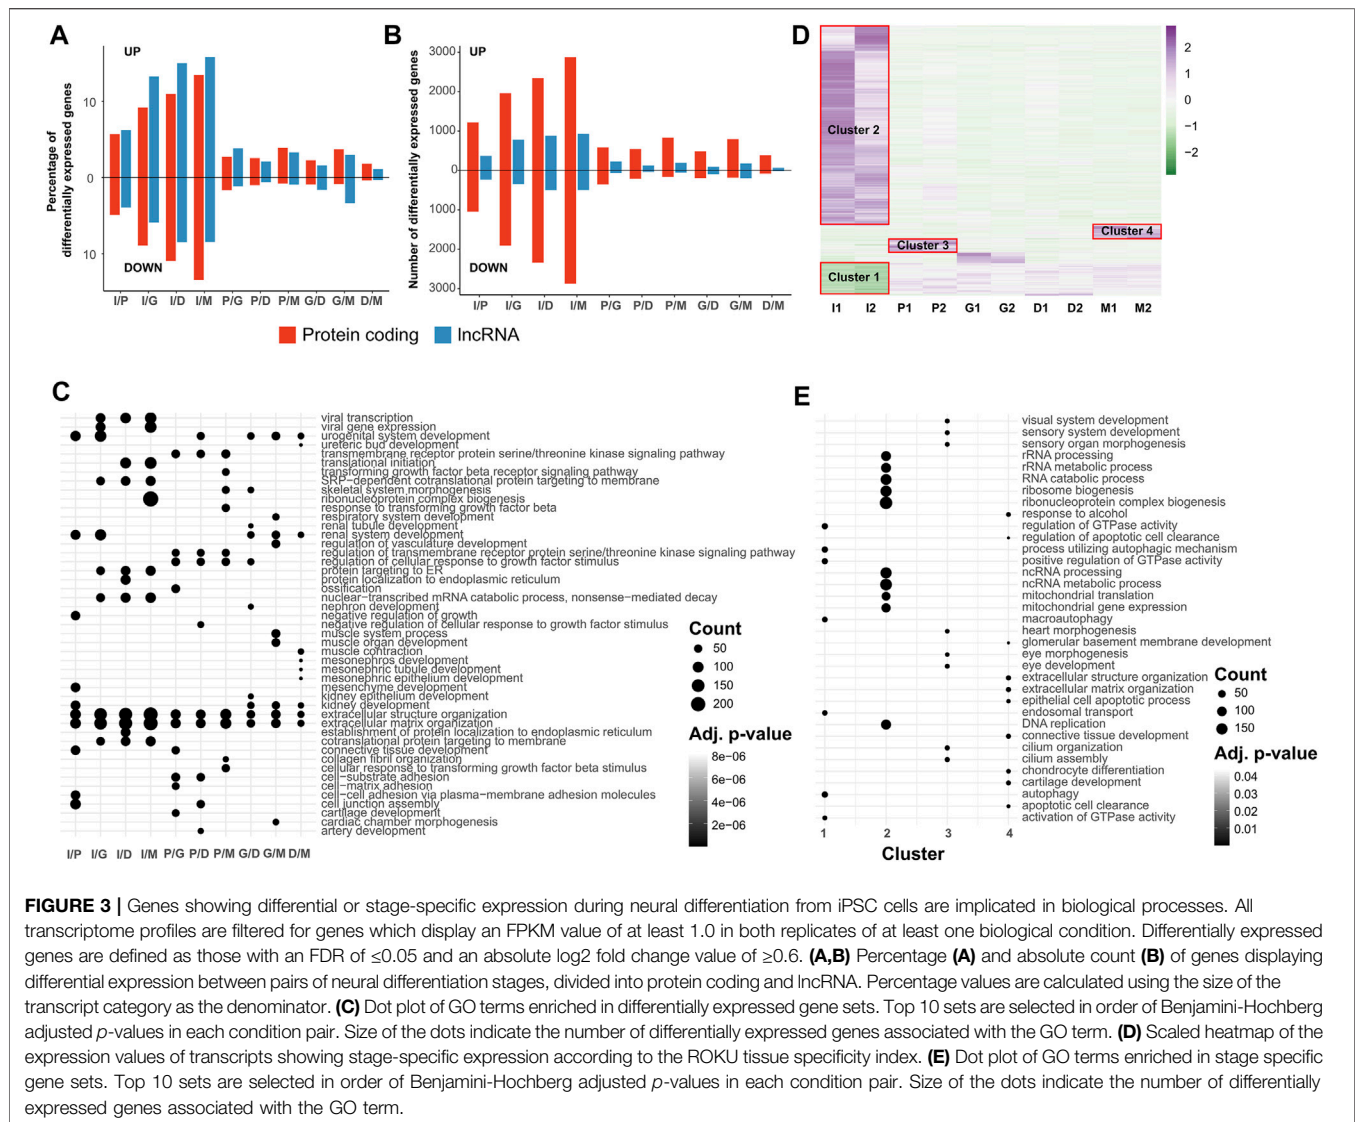 A
UP
10
0
10
DOWN
Percentage of
differentially expressed genes
I/P I/G I/D I/M P/G P/D P/M G/D G/M D/M
B
UP
3000
2000
1000
0
1000
2000
3000
DOWN
Number of differentially expressed genes
I/P I/G I/D I/M P/G P/D P/M G/D G/M D/M
Protein coding lncRNA
D
Cluster 2
Cluster 4
Cluster 3
Cluster 1
I1 I2 P1 P2 G1 G2 D1 D2 M1 M2
2
1
0
−1
−2
C
viral transcription
viral gene expression
urogenital system development
ureteric bud development
transmembrane receptor protein serine/threonine kinase signaling pathway
translational initiation
transforming growth factor beta receptor signaling pathway
SRP−dependent cotranslational protein targeting to membrane
skeletal system morphogenesis
ribonucleoprotein complex biogenesis
response to transforming growth factor beta
respiratory system development
renal tubule development
renal system development
regulation of vasculature development
regulation of transmembrane receptor protein serine/threonine kinase signaling pathway
regulation of cellular response to growth factor stimulus
protein targeting to ER
protein localization to endoplasmic reticulum
ossification
nuclear−transcribed mRNA catabolic process, nonsense−mediated decay
nephron development
negative regulation of growth
negative regulation of cellular response to growth factor stimulus
muscle system process
muscle organ development
muscle contraction
mesonephros development
mesonephric tubule development
mesonephric epithelium development
mesenchyme development
kidney epithelium development
kidney development
extracellular structure organization
extracellular matrix organization
establishment of protein localization to endoplasmic reticulum
cotranslational protein targeting to membrane
connective tissue development
collagen fibril organization
cellular response to transforming growth factor beta stimulus
cell−substrate adhesion
cell−matrix adhesion
cell−cell adhesion via plasma−membrane adhesion molecules
cell junction assembly
cartilage development
cardiac chamber morphogenesis
artery development
I/P I/G I/D I/M P/G P/D P/M G/D G/M D/M
Count
50
100
150
200
Adj. p-value
8e−06
6e−06
4e−06
2e−06
E
visual system development
sensory system development
sensory organ morphogenesis
rRNA processing
rRNA metabolic process
RNA catabolic process
ribosome biogenesis
ribonucleoprotein complex biogenesis
response to alcohol
regulation of GTPase activity
regulation of apoptotic cell clearance
process utilizing autophagic mechanism
positive regulation of GTPase activity
ncRNA processing
ncRNA metabolic process
mitochondrial translation
mitochondrial gene expression
macroautophagy
heart morphogenesis
glomerular basement membrane development
eye morphogenesis
eye development
extracellular structure organization
extracellular matrix organization
epithelial cell apoptotic process
endosomal transport
DNA replication
connective tissue development
cilium organization
cilium assembly
chondrocyte differentiation
cartilage development
autophagy
apoptotic cell clearance
activation of GTPase activity
1 2 3 4
Cluster
Count
50
100
150
Adj. p-value
0.04
0.03
0.02
0.01
FIGURE 3 | Genes showing differential or stage-specific expression during neural differentiation from iPSC cells are implicated in biological processes. All
transcriptome profiles are filtered for genes which display an FPKM value of at least 1.0 in both replicates of at least one biological condition. Differentially expressed
genes are defined as those with an FDR of ≤0.05 and an absolute log2 fold change value of ≥0.6. (A,B) Percentage (A) and absolute count (B) of genes displaying
differential expression between pairs of neural differentiation stages, divided into protein coding and lncRNA. Percentage values are calculated using the size of the
transcript category as the denominator. (C) Dot plot of GO terms enriched in differentially expressed gene sets. Top 10 sets are selected in order of Benjamini-Hochberg
adjusted p-values in each condition pair. Size of the dots indicate the number of differentially expressed genes associated with the GO term. (D) Scaled heatmap of the
expression values of transcripts showing stage-specific expression according to the ROKU tissue specificity index. (E) Dot plot of GO terms enriched in stage specific
gene sets. Top 10 sets are selected in order of Benjamini-Hochberg adjusted p-values in each condition pair. Size of the dots indicate the number of differentially
expressed genes associated with the GO term.